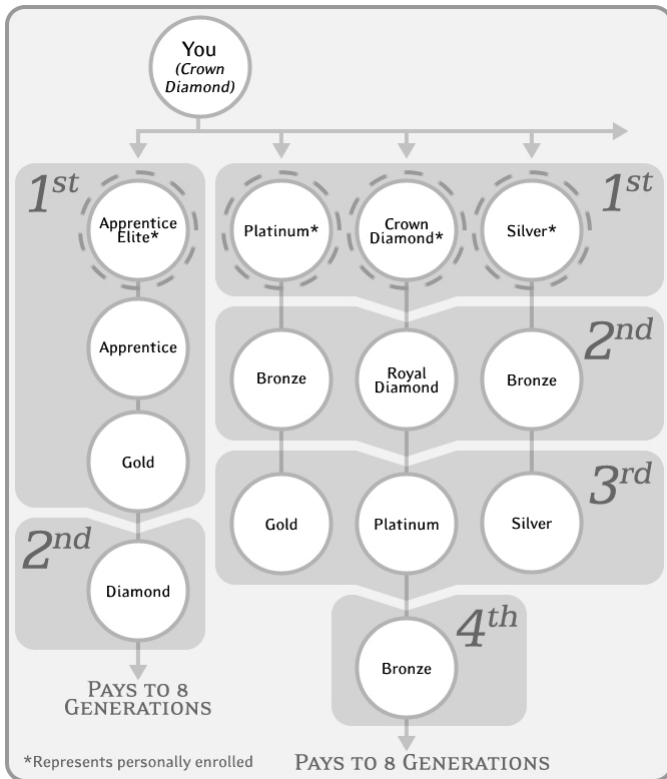 You
(Crown
Diamond)
1st
1st
Apprentice
Elite*
Platinum*
Crown
Diamond*
Silver*
2nd
Apprentice
Bronze
Royal
Diamond
Bronze
Gold
3rd
Gold
Platinum
Silver
2nd
Diamond
4th
Bronze
Pays to 8
Generations
*Represents personally enrolled
Pays to 8 Generations